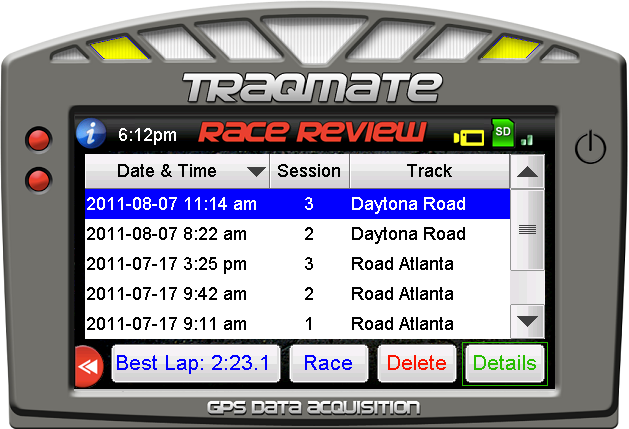 TRAQMATE
6:12pm RACE REVIEW SD
Date & Time Session Track
2011-08-07 11:14 am 3 Daytona Road
2011-08-07 8:22 am 2 Daytona Road
2011-07-17 3:25 pm 3 Road Atlanta
2011-07-17 9:42 am 2 Road Atlanta
2011-07-17 9:11 am 1 Road Atlanta
Best Lap: 2:23.1 Race Delete Details
GPS DATA ACQUISITION